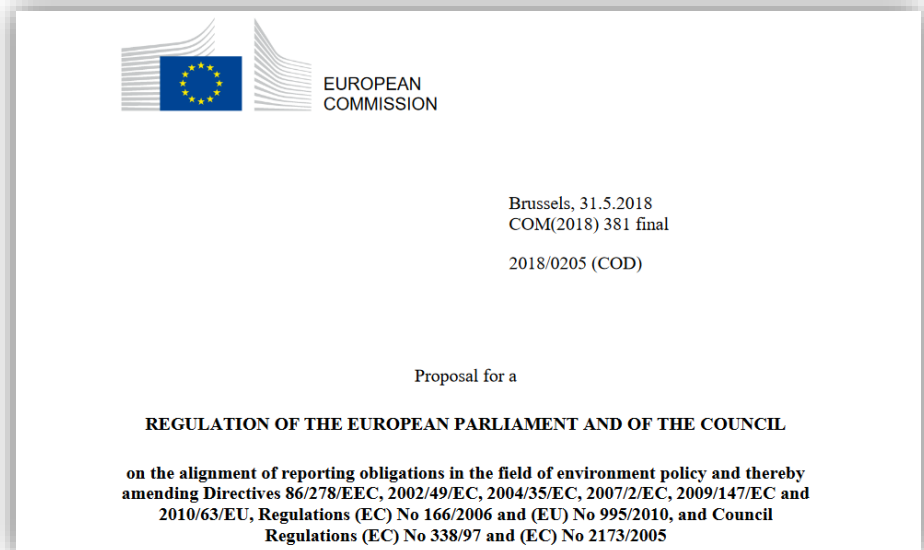 EUROPEAN
COMMISSION
Brussels, 31.5.2018
COM(2018) 381 final
2018/0205 (COD)
Proposal for a
REGULATION OF THE EUROPEAN PARLIAMENT AND OF THE COUNCIL
on the alignment of reporting obligations in the field of environment policy and thereby
amending Directives 86/278/EEC, 2002/49/EC, 2004/35/EC, 2007/2/EC, 2009/147/EC and
2010/63/EU, Regulations (EC) No 166/2006 and (EU) No 995/2010, and Council
Regulations (EC) No 338/97 and (EC) No 2173/2005